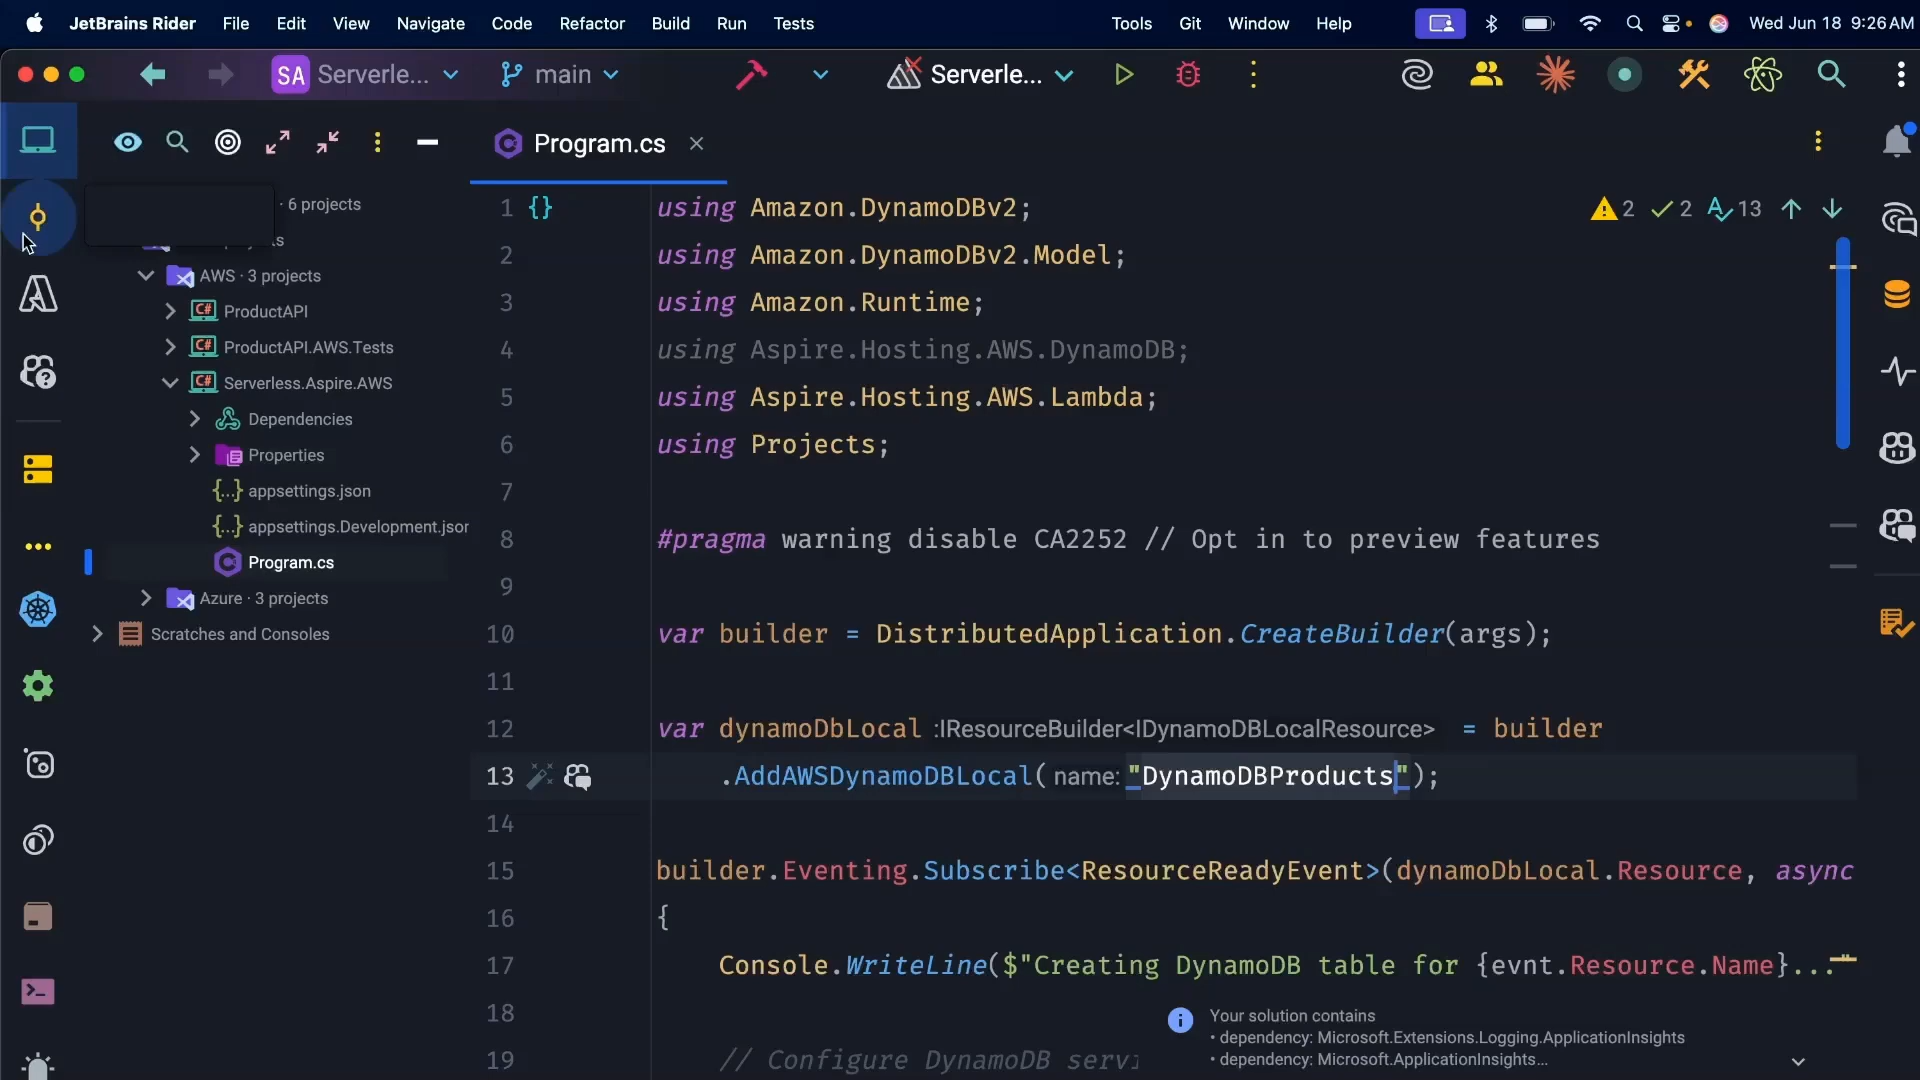 JetBrains Rider File Edit View Navigate Code Refactor Build Run Tests Tools Git Window Help Wed Jun 18 9:26 AM
SA Serverle... main Serverle...
Program.cs
· 6 projects
AWS · 3 projects
ProductAPI
ProductAPI.AWS.Tests
Serverless.Aspire.AWS
Dependencies
Properties
{...} appsettings.json
{...} appsettings.Development.json
Program.cs
Azure · 3 projects
Scratches and Consoles
2 2 13
1 {} using Amazon.DynamoDBv2;
2 using Amazon.DynamoDBv2.Model;
3 using Amazon.Runtime;
4 using Aspire.Hosting.AWS.DynamoDB;
5 using Aspire.Hosting.AWS.Lambda;
6 using Projects;
7
8 #pragma warning disable CA2252 // Opt in to preview features
9
10 var builder = DistributedApplication.CreateBuilder(args);
11
12 var dynamoDbLocal :IResourceBuilder<IDynamoDBLocalResource> = builder
13 .AddAWSDynamoDBLocal( name: "DynamoDBProducts");
14
15 builder.Eventing.Subscribe<ResourceReadyEvent>(dynamoDbLocal.Resource, async
16 {
17 Console.WriteLine($"Creating DynamoDB table for {evnt.Resource.Name}..."
18
19 // Configure DynamoDB servi
Your solution contains
• dependency: Microsoft.Extensions.Logging.ApplicationInsights
• dependency: Microsoft.ApplicationInsights...